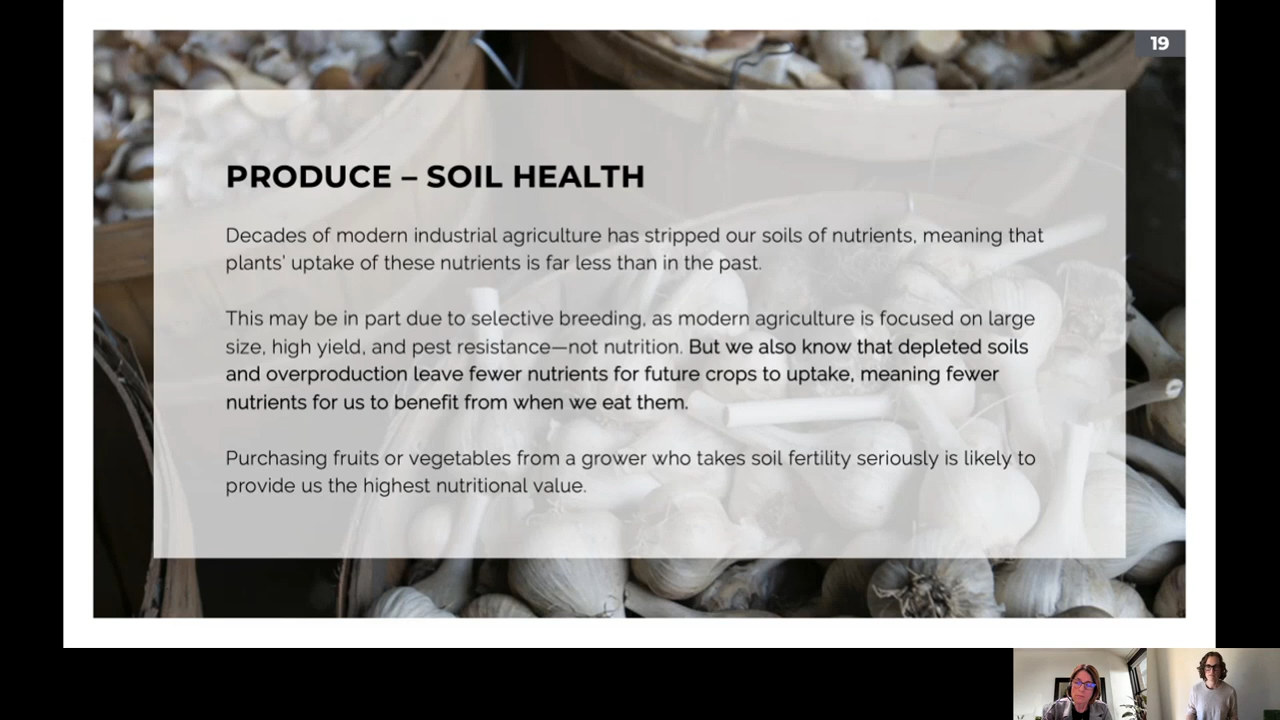 19
PRODUCE – SOIL HEALTH
Decades of modern industrial agriculture has stripped our soils of nutrients, meaning that
plants' uptake of these nutrients is far less than in the past.
This may be in part due to selective breeding, as modern agriculture is focused on large
size, high yield, and pest resistance—not nutrition. But we also know that depleted soils
and overproduction leave fewer nutrients for future crops to uptake, meaning fewer
nutrients for us to benefit from when we eat them.
Purchasing fruits or vegetables from a grower who takes soil fertility seriously is likely to
provide us the highest nutritional value.